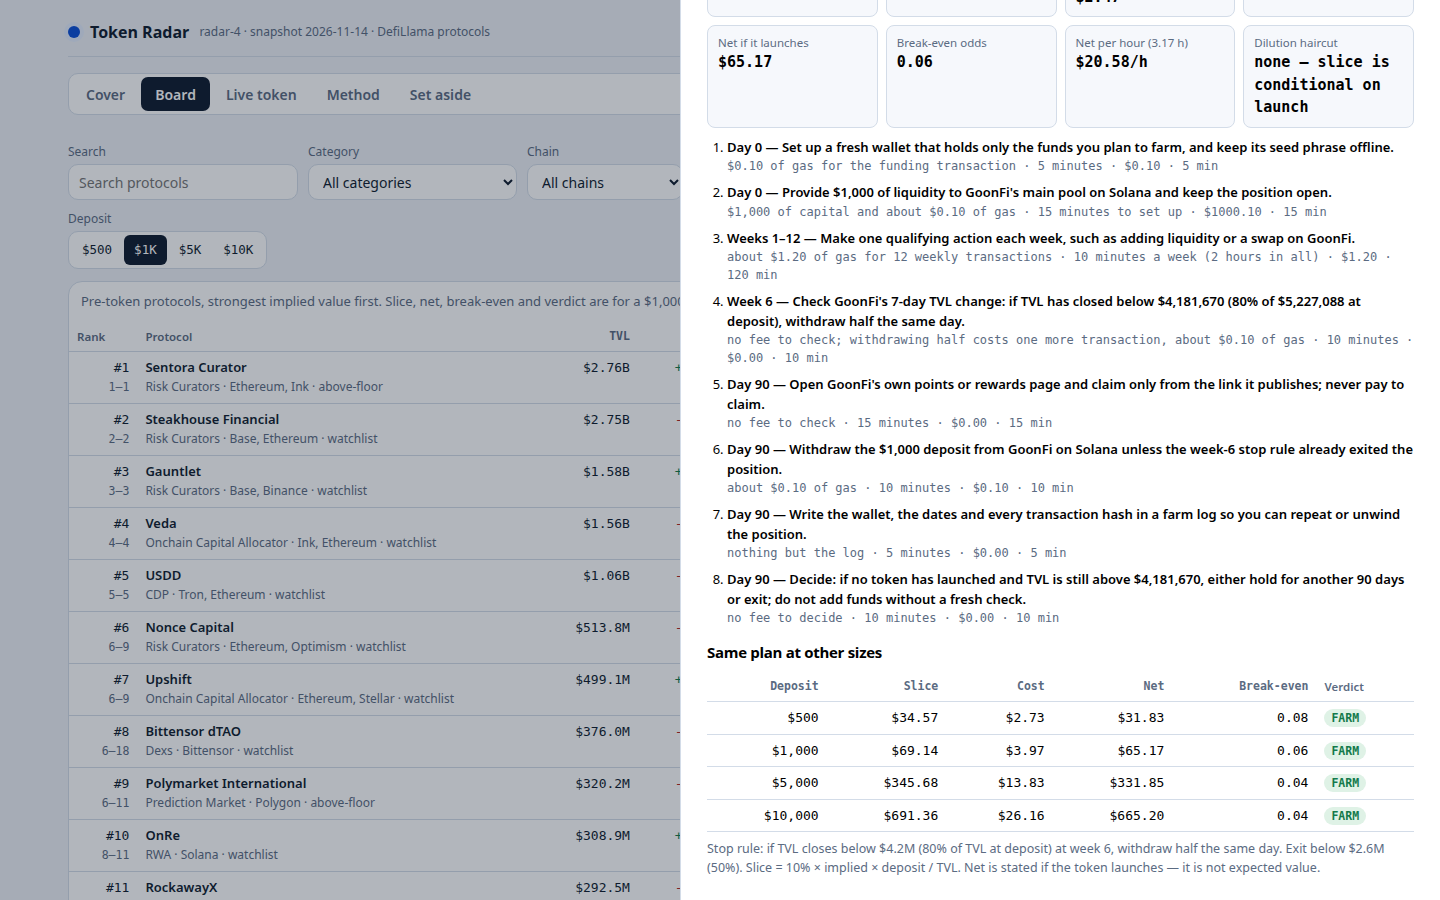 Token Radar radar-4 · snapshot 2026-11-14 · DefiLlama protocols
Cover Board Live token Method Set aside
Search Category Chain
Search protocols All categories All chains
Deposit
$500 $1K $5K $10K
Pre-token protocols, strongest implied value first. Slice, net, break-even and verdict are for a $1,000
Rank Protocol TVL
#1 Sentora Curator $2.76B
1–1 Risk Curators · Ethereum, Ink · above-floor
#2 Steakhouse Financial $2.75B
2–2 Risk Curators · Base, Ethereum · watchlist
#3 Gauntlet $1.58B
3–3 Risk Curators · Base, Binance · watchlist
#4 Veda $1.56B
4–4 Onchain Capital Allocator · Ink, Ethereum · watchlist
#5 USDD $1.06B
5–5 CDP · Tron, Ethereum · watchlist
#6 Nonce Capital $513.8M
6–9 Risk Curators · Ethereum, Optimism · watchlist
#7 Upshift $499.1M
6–9 Onchain Capital Allocator · Ethereum, Stellar · watchlist
#8 Bittensor dTAO $376.0M
6–18 Dexs · Bittensor · watchlist
#9 Polymarket International $320.2M
6–11 Prediction Market · Polygon · above-floor
#10 OnRe $308.9M
8–11 RWA · Solana · watchlist
#11 RockawayX $292.5M
Net if it launches
$65.17
Break-even odds
0.06
Net per hour (3.17 h)
$20.58/h
Dilution haircut
none — slice is
conditional on
launch
1. Day 0 — Set up a fresh wallet that holds only the funds you plan to farm, and keep its seed phrase offline.
$0.10 of gas for the funding transaction · 5 minutes · $0.10 · 5 min
2. Day 0 — Provide $1,000 of liquidity to GoonFi's main pool on Solana and keep the position open.
$1,000 of capital and about $0.10 of gas · 15 minutes to set up · $1000.10 · 15 min
3. Weeks 1–12 — Make one qualifying action each week, such as adding liquidity or a swap on GoonFi.
about $1.20 of gas for 12 weekly transactions · 10 minutes a week (2 hours in all) · $1.20 ·
120 min
4. Week 6 — Check GoonFi's 7-day TVL change: if TVL has closed below $4,181,670 (80% of $5,227,088 at
deposit), withdraw half the same day.
no fee to check; withdrawing half costs one more transaction, about $0.10 of gas · 10 minutes ·
$0.00 · 10 min
5. Day 90 — Open GoonFi's own points or rewards page and claim only from the link it publishes; never pay to
claim.
no fee to check · 15 minutes · $0.00 · 15 min
6. Day 90 — Withdraw the $1,000 deposit from GoonFi on Solana unless the week-6 stop rule already exited the
position.
about $0.10 of gas · 10 minutes · $0.10 · 10 min
7. Day 90 — Write the wallet, the dates and every transaction hash in a farm log so you can repeat or unwind
the position.
nothing but the log · 5 minutes · $0.00 · 5 min
8. Day 90 — Decide: if no token has launched and TVL is still above $4,181,670, either hold for another 90 days
or exit; do not add funds without a fresh check.
no fee to decide · 10 minutes · $0.00 · 10 min
Same plan at other sizes
Deposit Slice Cost Net Break-even Verdict
$500 $34.57 $2.73 $31.83 0.08 FARM
$1,000 $69.14 $3.97 $65.17 0.06 FARM
$5,000 $345.68 $13.83 $331.85 0.04 FARM
$10,000 $691.36 $26.16 $665.20 0.04 FARM
Stop rule: if TVL closes below $4.2M (80% of TVL at deposit) at week 6, withdraw half the same day. Exit below $2.6M
(50%). Slice = 10% × implied × deposit / TVL. Net is stated if the token launches — it is not expected value.